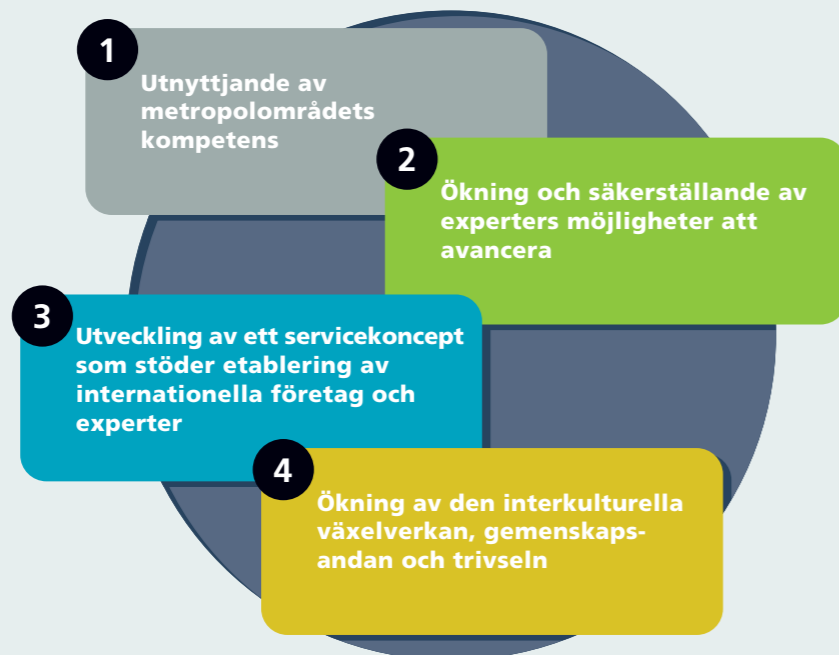 1
Utnyttjande av
metropolområdets
kompetens
2
Ökning och säkerställande av
experters möjligheter att
avancera
3
Utveckling av ett servicekoncept
som stöder etablering av
internationella företag och
experter
4
Ökning av den interkulturella
växelverkan, gemenskaps-
andan och trivseln